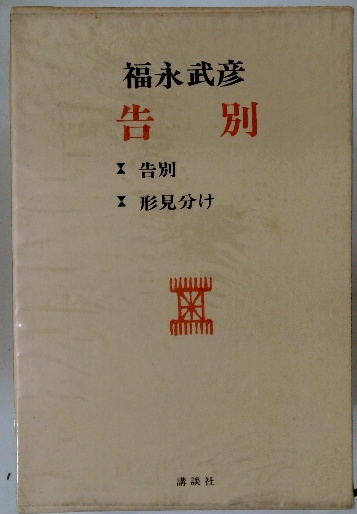 福永武彦
告別
告別
形見分け
講談社